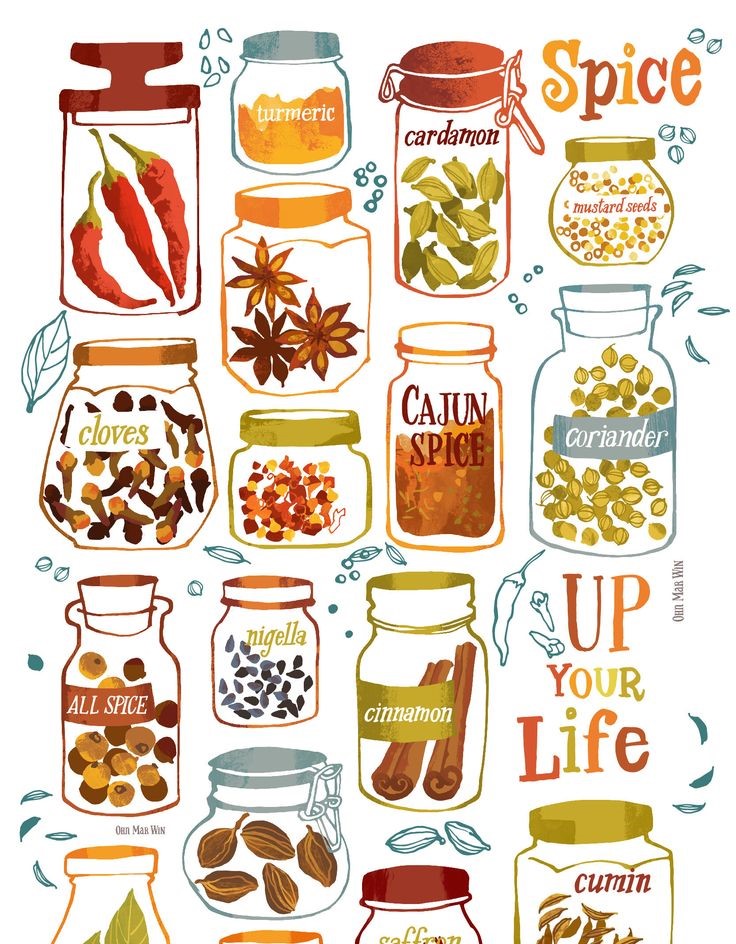 Spice
turmeric
cardamon
mustard seeds
cloves
CAJUN
SPICE
coriander
OHN MAR WIN
UP
YOUR
Life
nigella
ALL SPICE
cinnamon
OHN MAR WIN
cumin
saffron